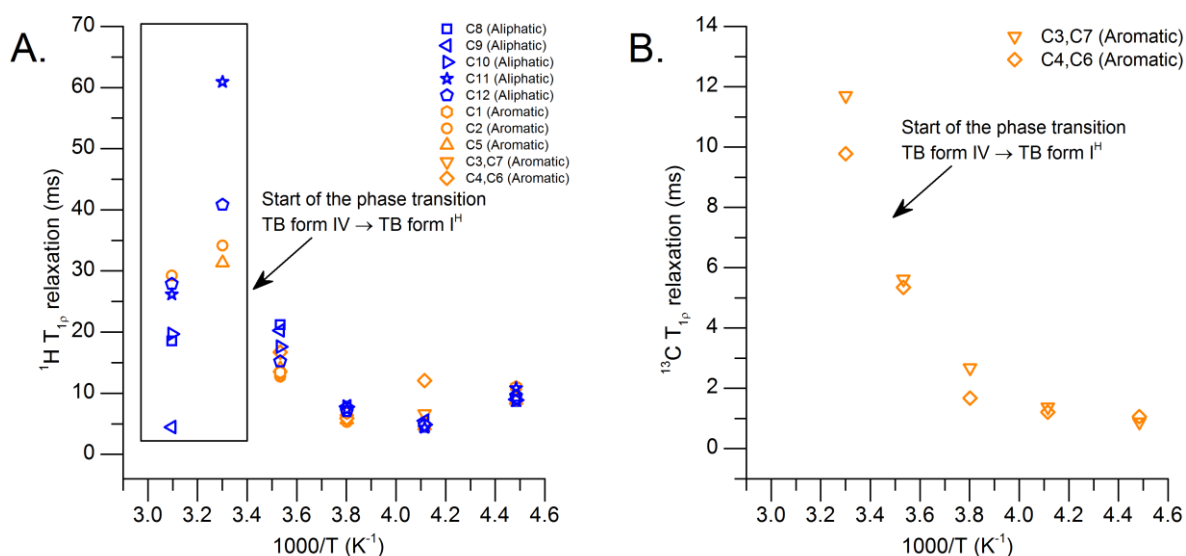 A.
70
60
50
40
30
20
10
0
¹H T₁ρ relaxation (ms)
C8 (Aliphatic)
C9 (Aliphatic)
C10 (Aliphatic)
C11 (Aliphatic)
C12 (Aliphatic)
C1 (Aromatic)
C2 (Aromatic)
C5 (Aromatic)
C3,C7 (Aromatic)
C4,C6 (Aromatic)
Start of the phase transition
TB form IV → TB form Iᴴ
3.0 3.2 3.4 3.6 3.8 4.0 4.2 4.4 4.6
1000/T (K⁻¹)
B.
14
12
10
8
6
4
2
0
¹³C T₁ρ relaxation (ms)
C3,C7 (Aromatic)
C4,C6 (Aromatic)
Start of the phase transition
TB form IV → TB form Iᴴ
3.0 3.2 3.4 3.6 3.8 4.0 4.2 4.4 4.6
1000/T (K⁻¹)